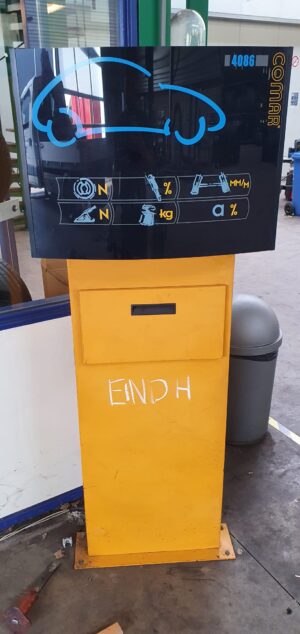 4086
COMAR
N % MM/M
N kg a %
EINDH